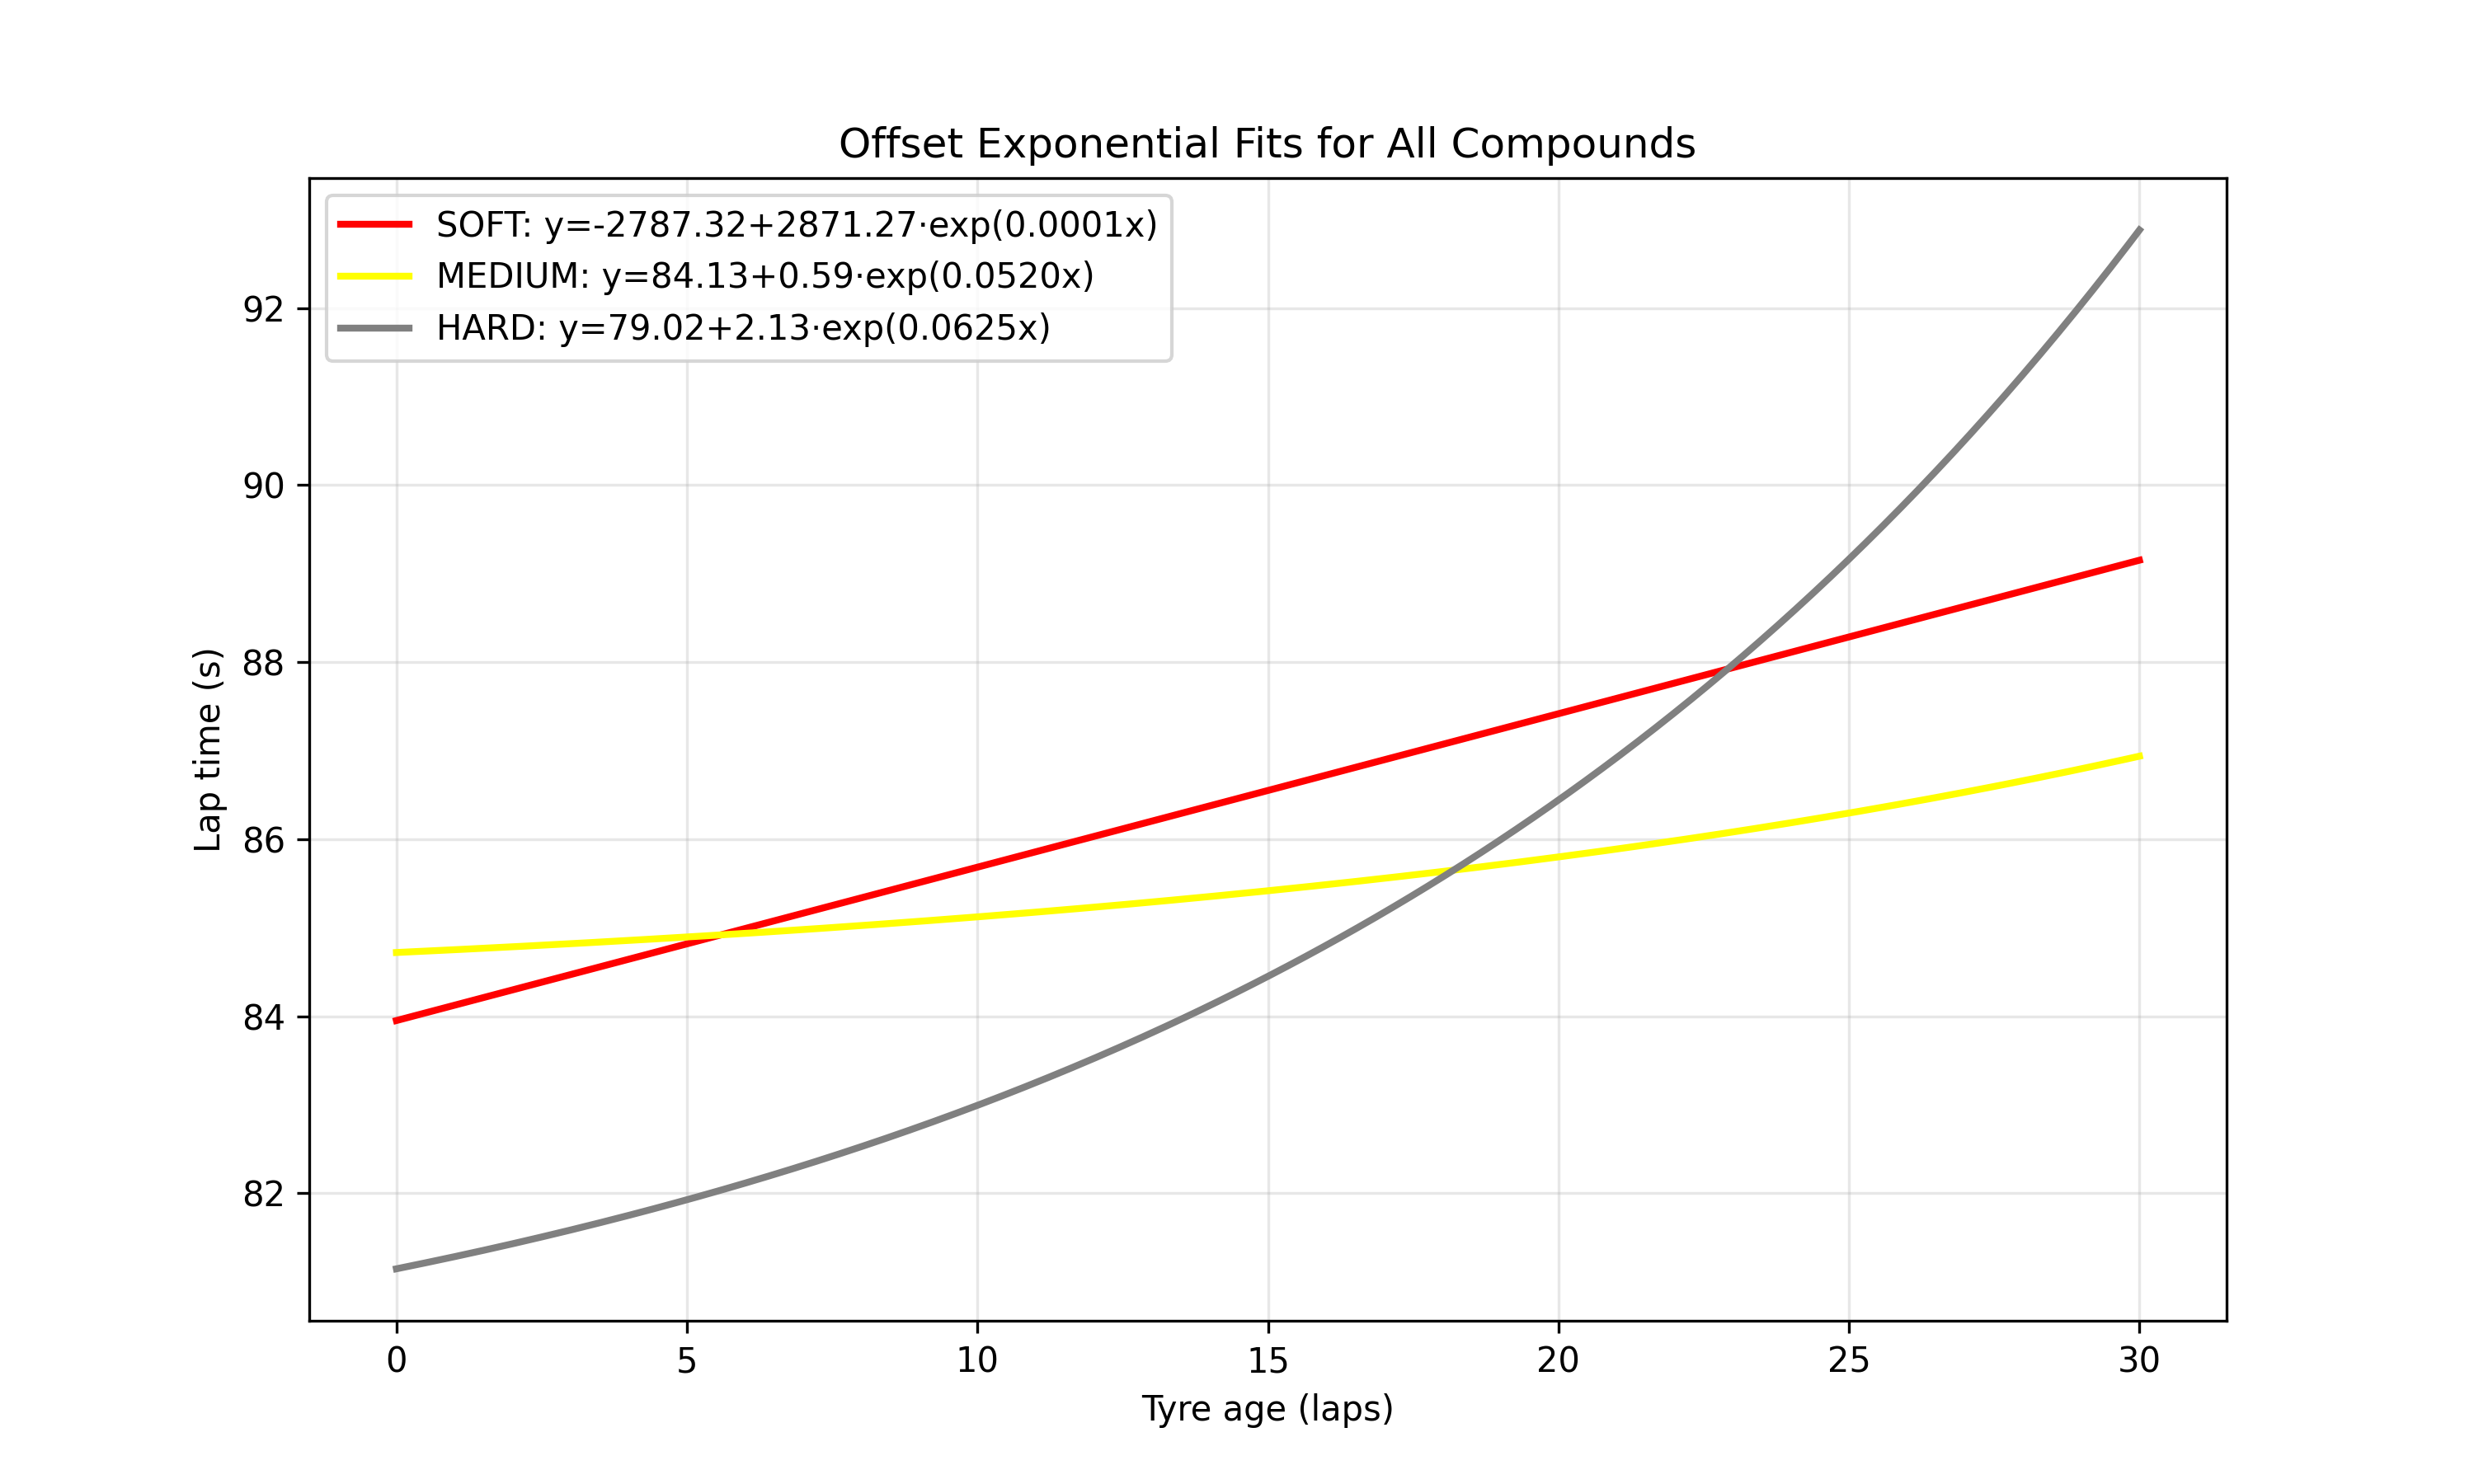 Offset Exponential Fits for All Compounds
SOFT: y=-2787.32+2871.27·exp(0.0001x)
MEDIUM: y=84.13+0.59·exp(0.0520x)
HARD: y=79.02+2.13·exp(0.0625x)
92
90
88
86
84
82
Lap time (s)
0 5 10 15 20 25 30
Tyre age (laps)